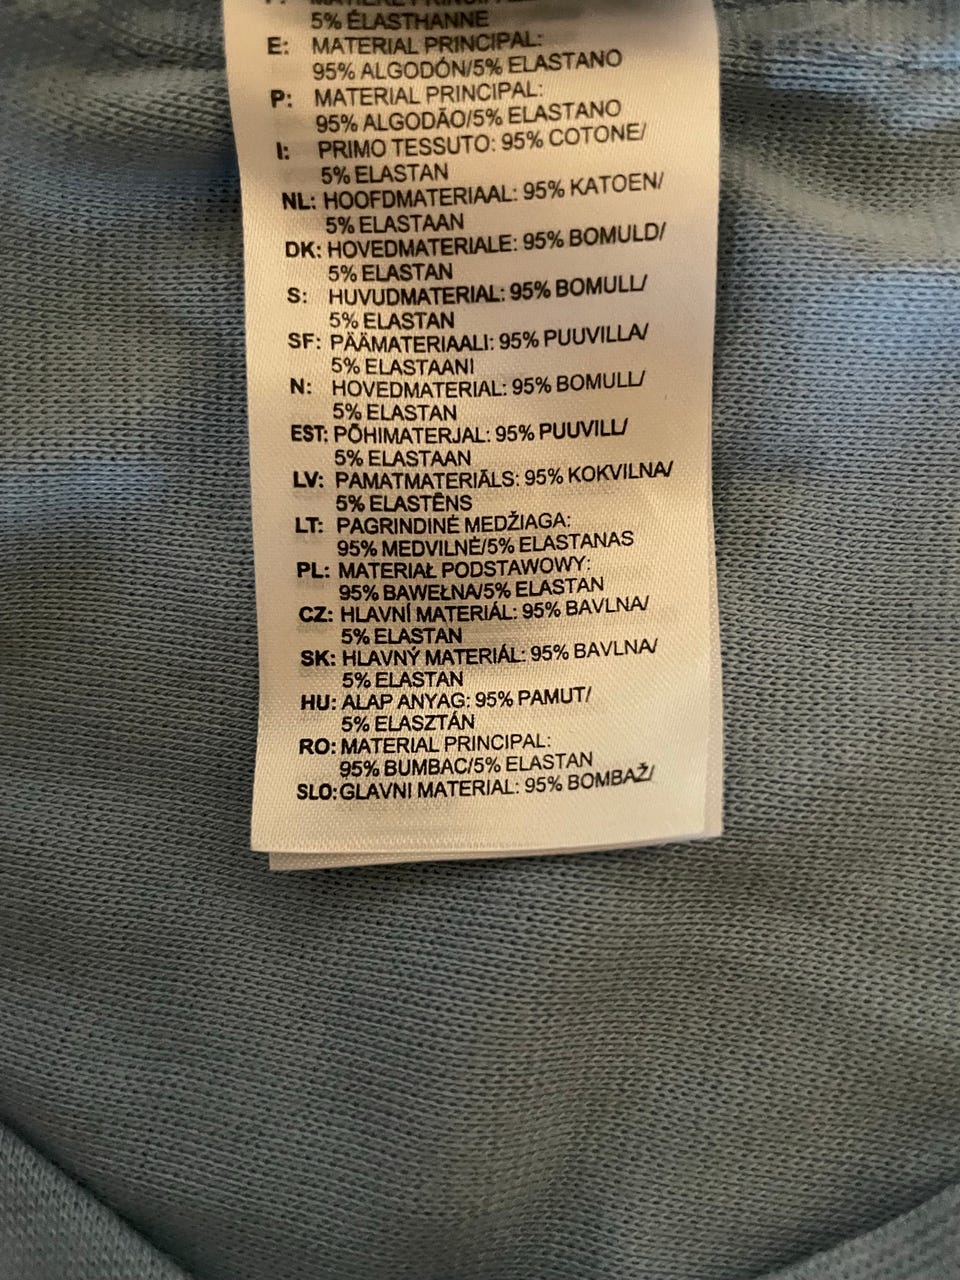 5% ÉLASTHANNE
E: MATERIAL PRINCIPAL:
95% ALGODÓN/5% ELASTANO
P: MATERIAL PRINCIPAL:
95% ALGODÃO/5% ELASTANO
I: PRIMO TESSUTO: 95% COTONE/
5% ELASTAN
NL: HOOFDMATERIAAL: 95% KATOEN/
5% ELASTAAN
DK: HOVEDMATERIALE: 95% BOMULD/
5% ELASTAN
S: HUVUDMATERIAL: 95% BOMULL/
5% ELASTAN
SF: PÄÄMATERIAALI: 95% PUUVILLA/
5% ELASTAANI
N: HOVEDMATERIAL: 95% BOMULL/
5% ELASTAN
EST: PÕHIMATERJAL: 95% PUUVILL/
5% ELASTAAN
LV: PAMATMATERIĀLS: 95% KOKVILNA/
5% ELASTĒNS
LT: PAGRINDINĖ MEDŽIAGA:
95% MEDVILNĖ/5% ELASTANAS
PL: MATERIAŁ PODSTAWOWY:
95% BAWEŁNA/5% ELASTAN
CZ: HLAVNÍ MATERIÁL: 95% BAVLNA/
5% ELASTAN
SK: HLAVNÝ MATERIÁL: 95% BAVLNA/
5% ELASTAN
HU: ALAP ANYAG: 95% PAMUT/
5% ELASZTÁN
RO: MATERIAL PRINCIPAL:
95% BUMBAC/5% ELASTAN
SLO: GLAVNI MATERIAL: 95% BOMBAŽ/